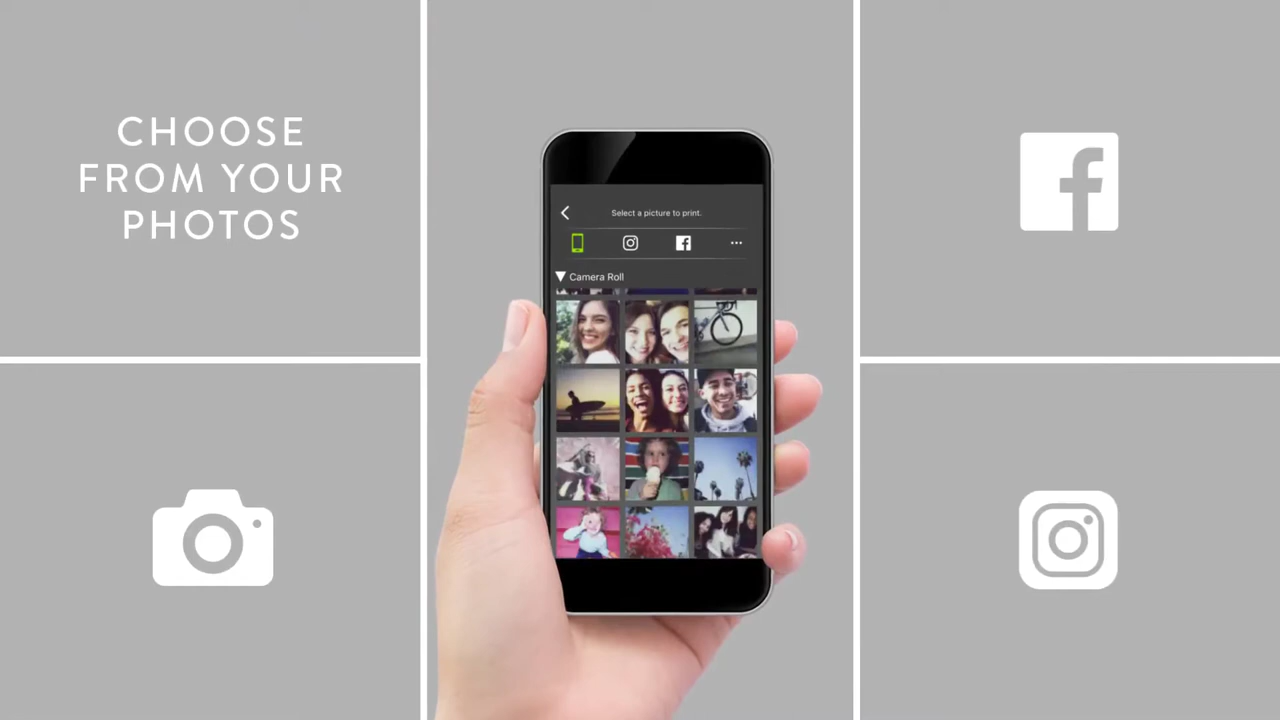 CHOOSE
FROM YOUR
PHOTOS
Select a picture to print.
Camera Roll